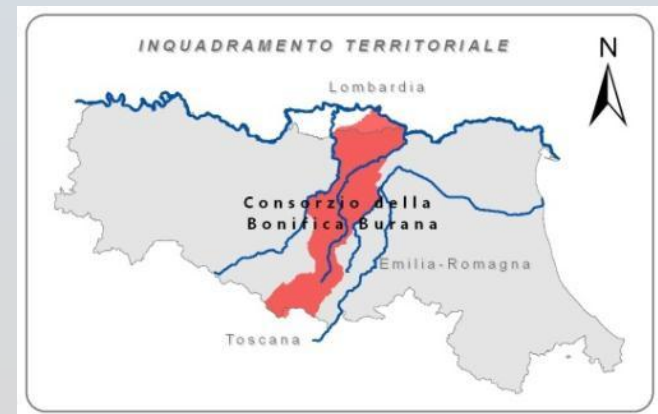 INQUADRAMENTO TERRITORIALE
N
Lombardia
Consorzio della
Bonifica Burana
Emilia-Romagna
Toscana